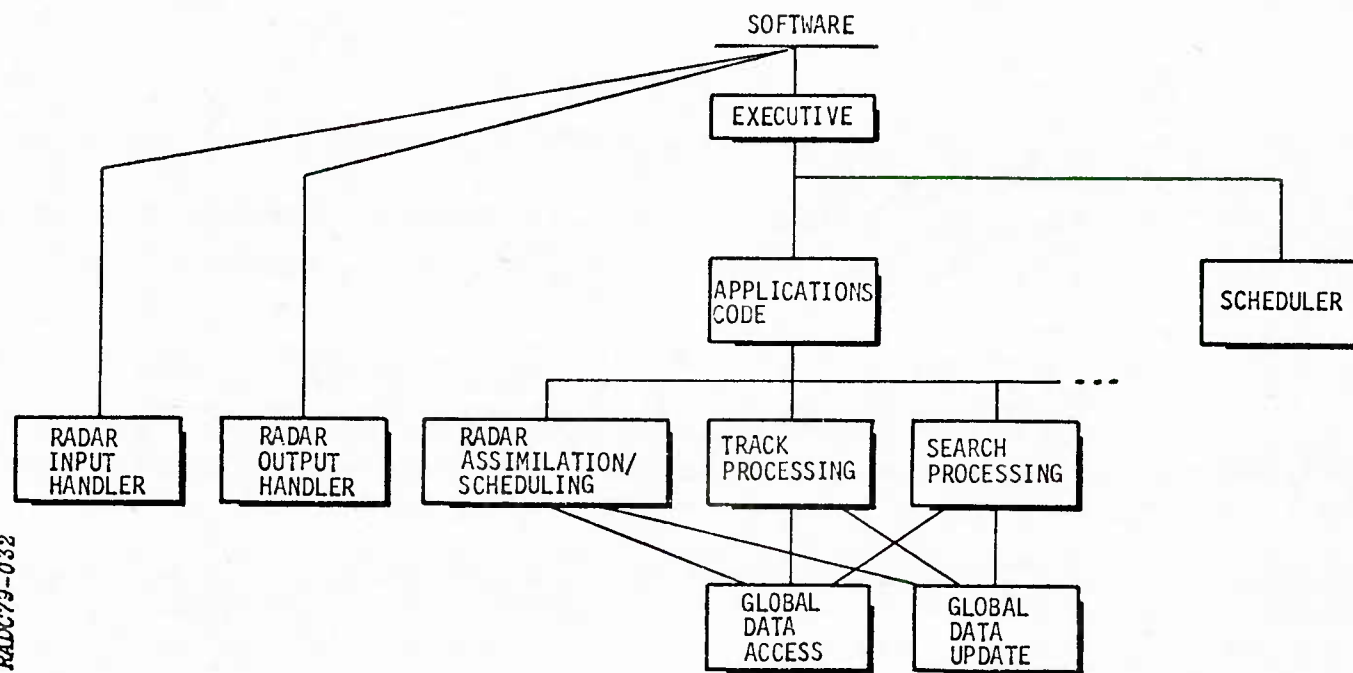 SOFTWARE
EXECUTIVE
APPLICATIONS
CODE
SCHEDULER
...
RADAR
INPUT
HANDLER
RADAR
OUTPUT
HANDLER
RADAR
ASSIMILATION/
SCHEDULING
TRACK
PROCESSING
SEARCH
PROCESSING
GLOBAL
DATA
ACCESS
GLOBAL
DATA
UPDATE
RADC79-032